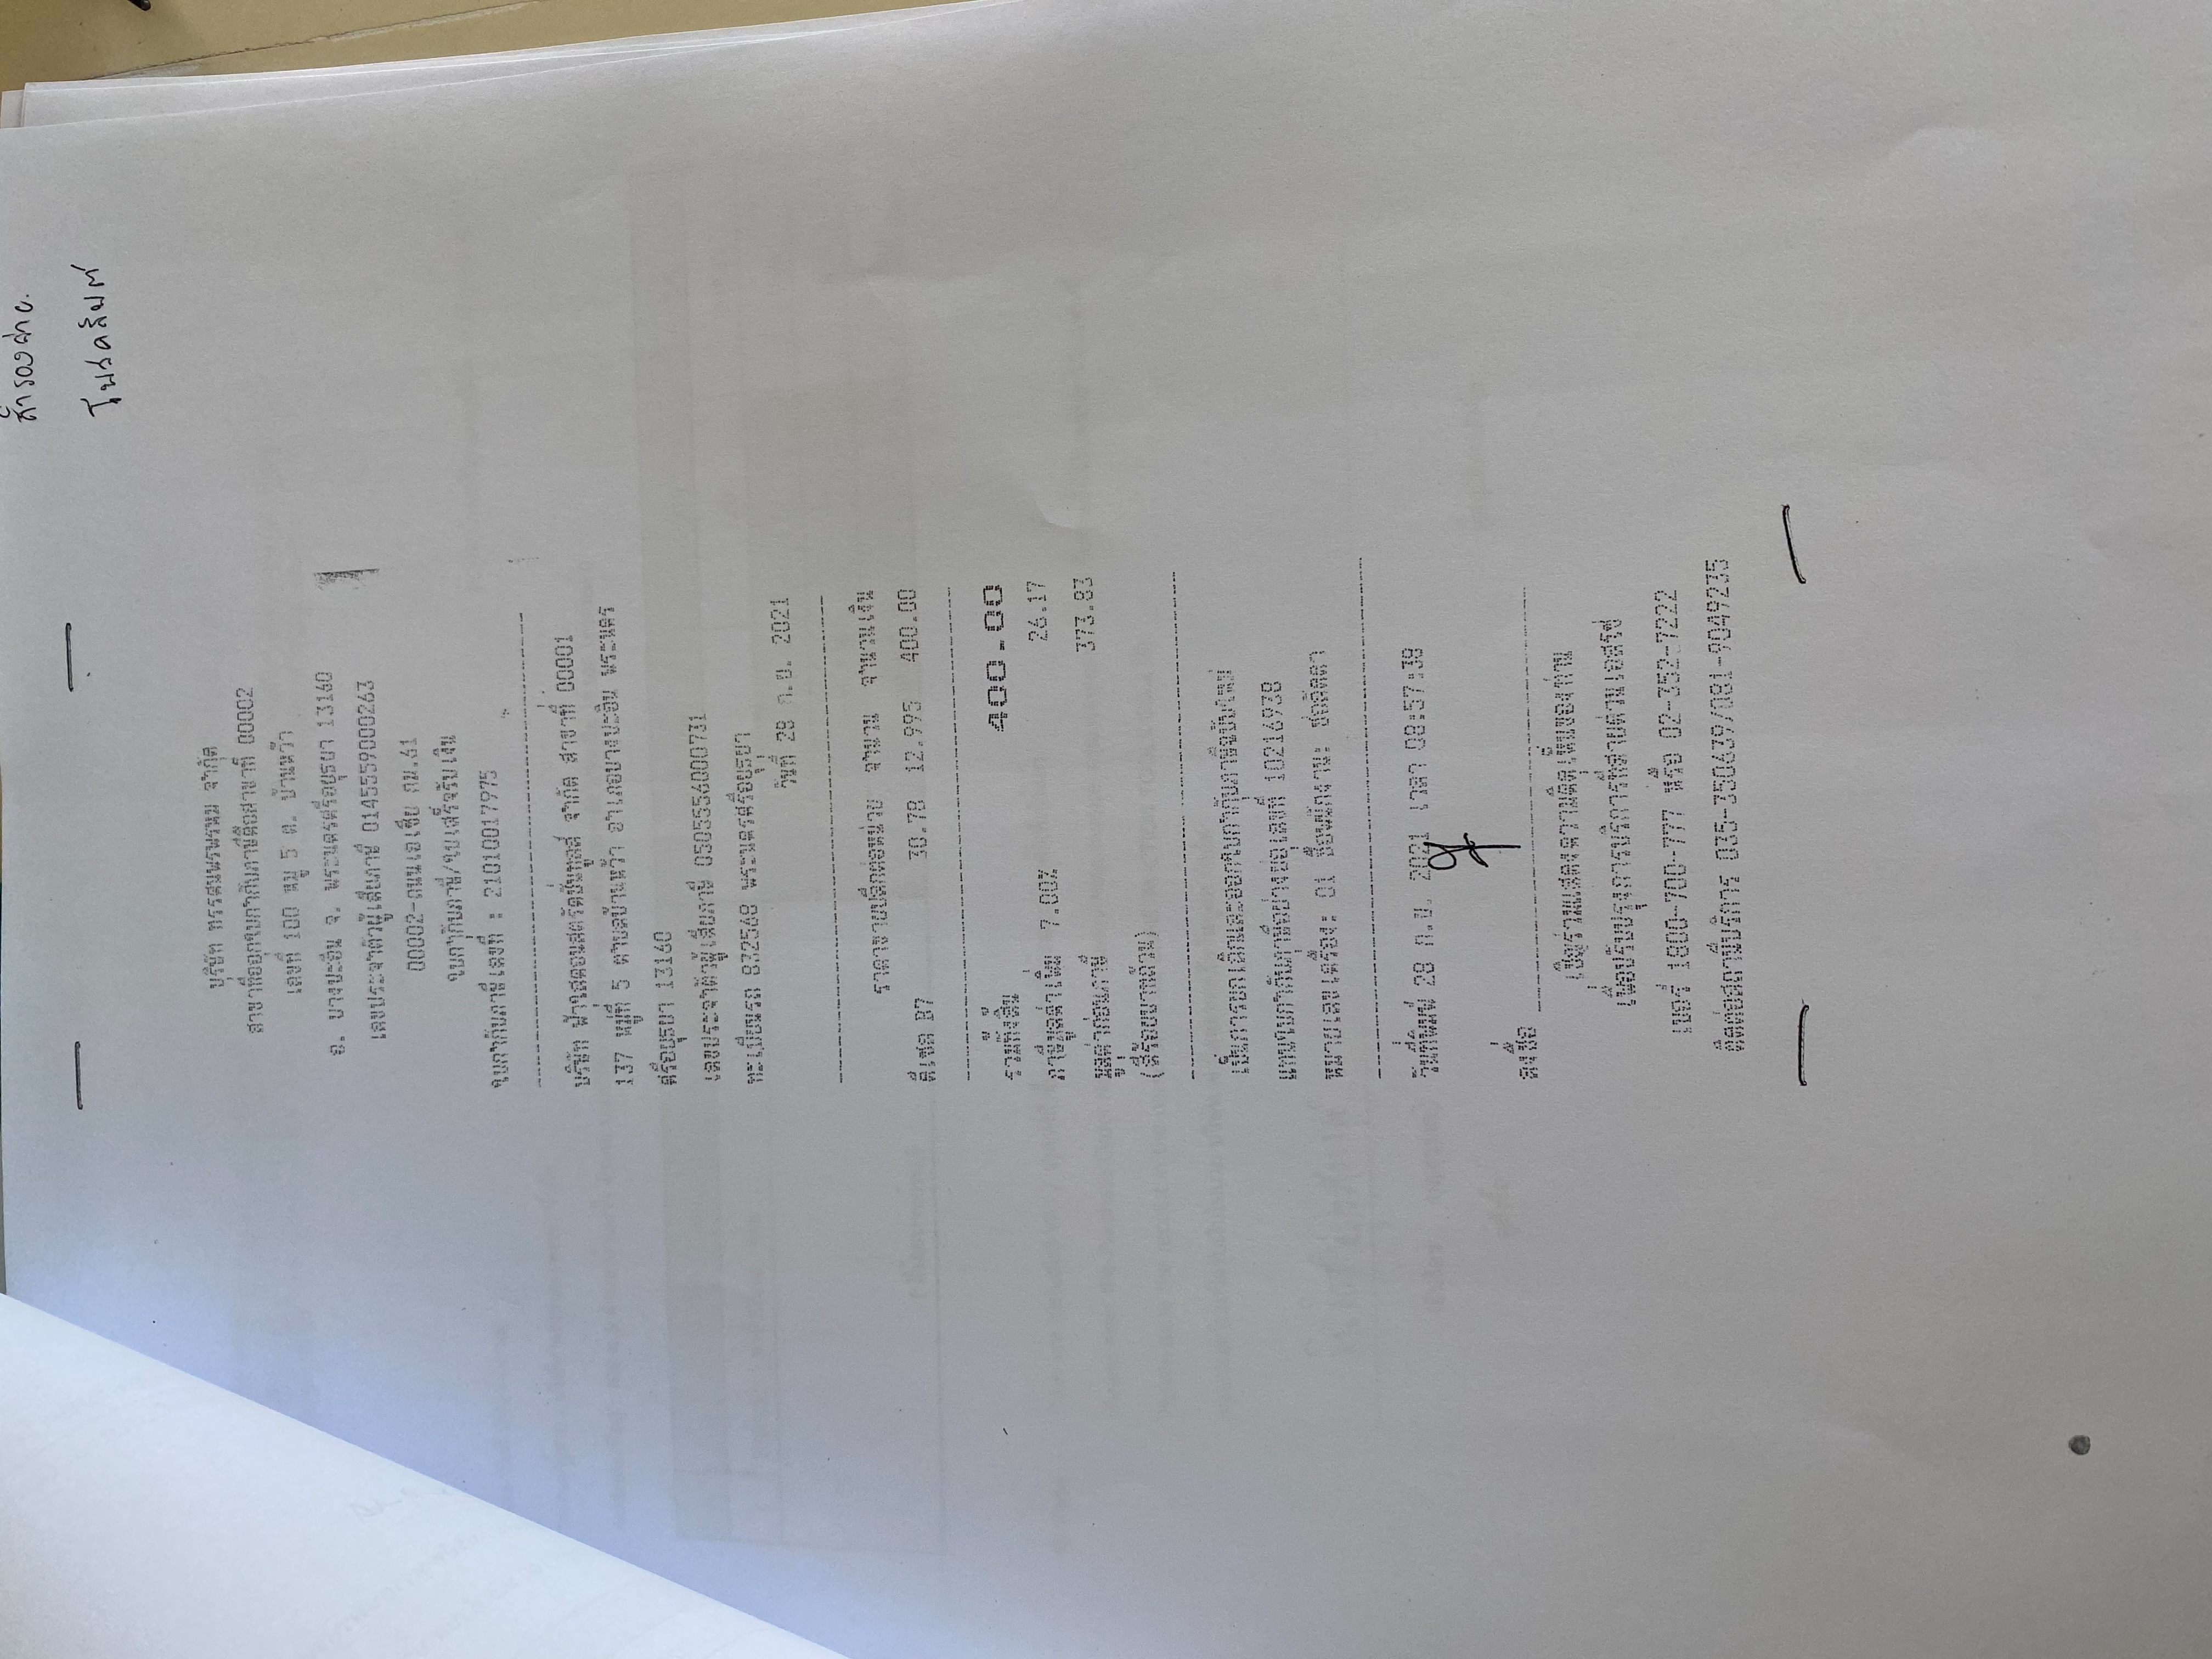 สำรองจ่าย.
โพสคลัยต์
บริษัท ทรรศนพรพรหม จำกัด
สาขาที่ออกใบกำกับภาษีคือสาขาที่ 00002
เลขที่ 100 หมู่ 5 ต. บ้านหว้า
อ. บางปะอิน จ. พระนครศรีอยุธยา 13160
เลขประจำตัวผู้เสียภาษี 0145559000263
00002-ถนนเอเซีย กม.61
ใบกำกับภาษี/ใบเสร็จรับเงิน
ใบกำกับภาษีเลขที่ : 21010017975
บริษัท ฟ้าใสคอนสตรัคชั่นทูลส์ จำกัด สาขาที่ 00001
137 หมู่ที่ 5 ตำบลบ้านหว้า อำเภอบางปะอิน พระนคร
ศรีอยุธยา 13160
เลขประจำตัวผู้เสียภาษี 0505556000731
ทะเบียนรถ 832568 พระนครศรีอยุธยา
วันที่ 28 ก.ย. 2021
ราคาขายปลีกต่อหน่วย จำนวน จำนวนเงิน
ดีเซล B7 30.78 12.995 400.00
รวมทั้งสิ้น 400.00
ภาษีมูลค่าเพิ่ม 7.00% 26.17
มูลค่าก่อนภาษี 373.83
(สี่ร้อยบาทถ้วน)
เป็นการยกเลิกและออกใบกำกับภาษีฉบับใหม่
แทนใบกำกับภาษีอย่างย่อเลขที่ 10216938
หมายเลขเครื่อง: 01 ชื่อพนักงาน: ช่อลัดดา
วันที่พิมพ์ 28 ก.ย. 2021 เวลา 08:57:38
ลงชื่อ
เชิญร่วมแสดงความคิดเห็นของท่าน
เพื่อปรับปรุงการบริการที่สายด่วนเอสโซ่
เบอร์ 1800-700-777 หรือ 02-352-7222
ติดต่อสถานีบริการ 035-350639/081-9049235